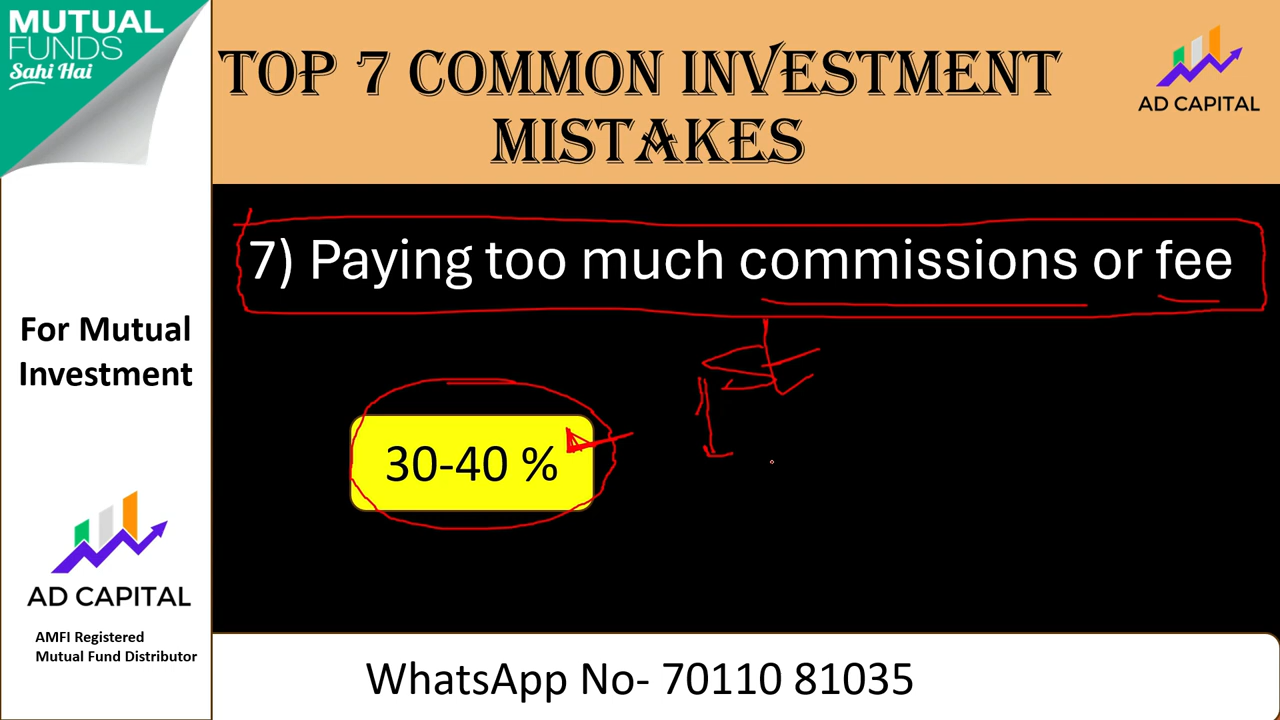 MUTUAL
FUNDS
Sahi Hai
TOP 7 COMMON INVESTMENT
MISTAKES
AD CAPITAL
7) Paying too much commissions or fee
For Mutual
Investment
30-40 %
AD CAPITAL
AMFI Registered
Mutual Fund Distributor
WhatsApp No- 70110 81035